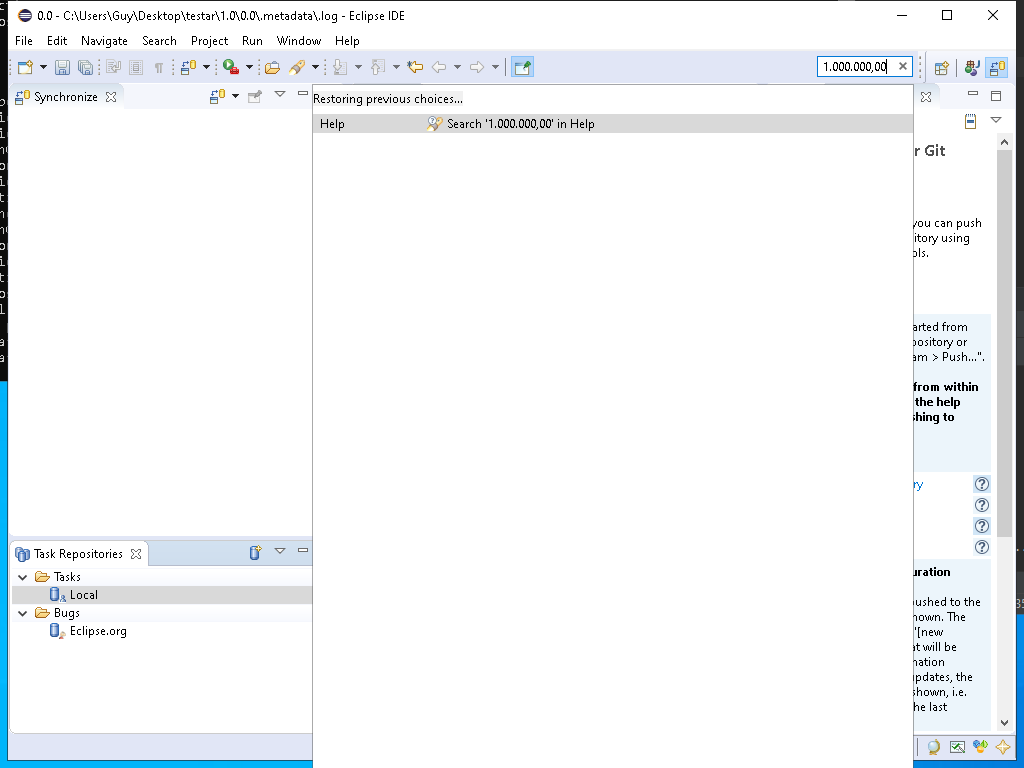 0.0 - C:\Users\Guy\Desktop\testar\1.0\0.0\.metadata\.log - Eclipse IDE
File Edit Navigate Search Project Run Window Help
1.000.000,00
Synchronize
Restoring previous choices...
Help Search '1.000.000,00' in Help
r Git
you can push
itory using
ols.
arted from
pository or
am > Push...".
from within
the help
hing to
ry
uration
ushed to the
hown. The
"[new
at will be
nation
updates, the
shown, i.e.
he last
Task Repositories
Tasks
Local
Bugs
Eclipse.org